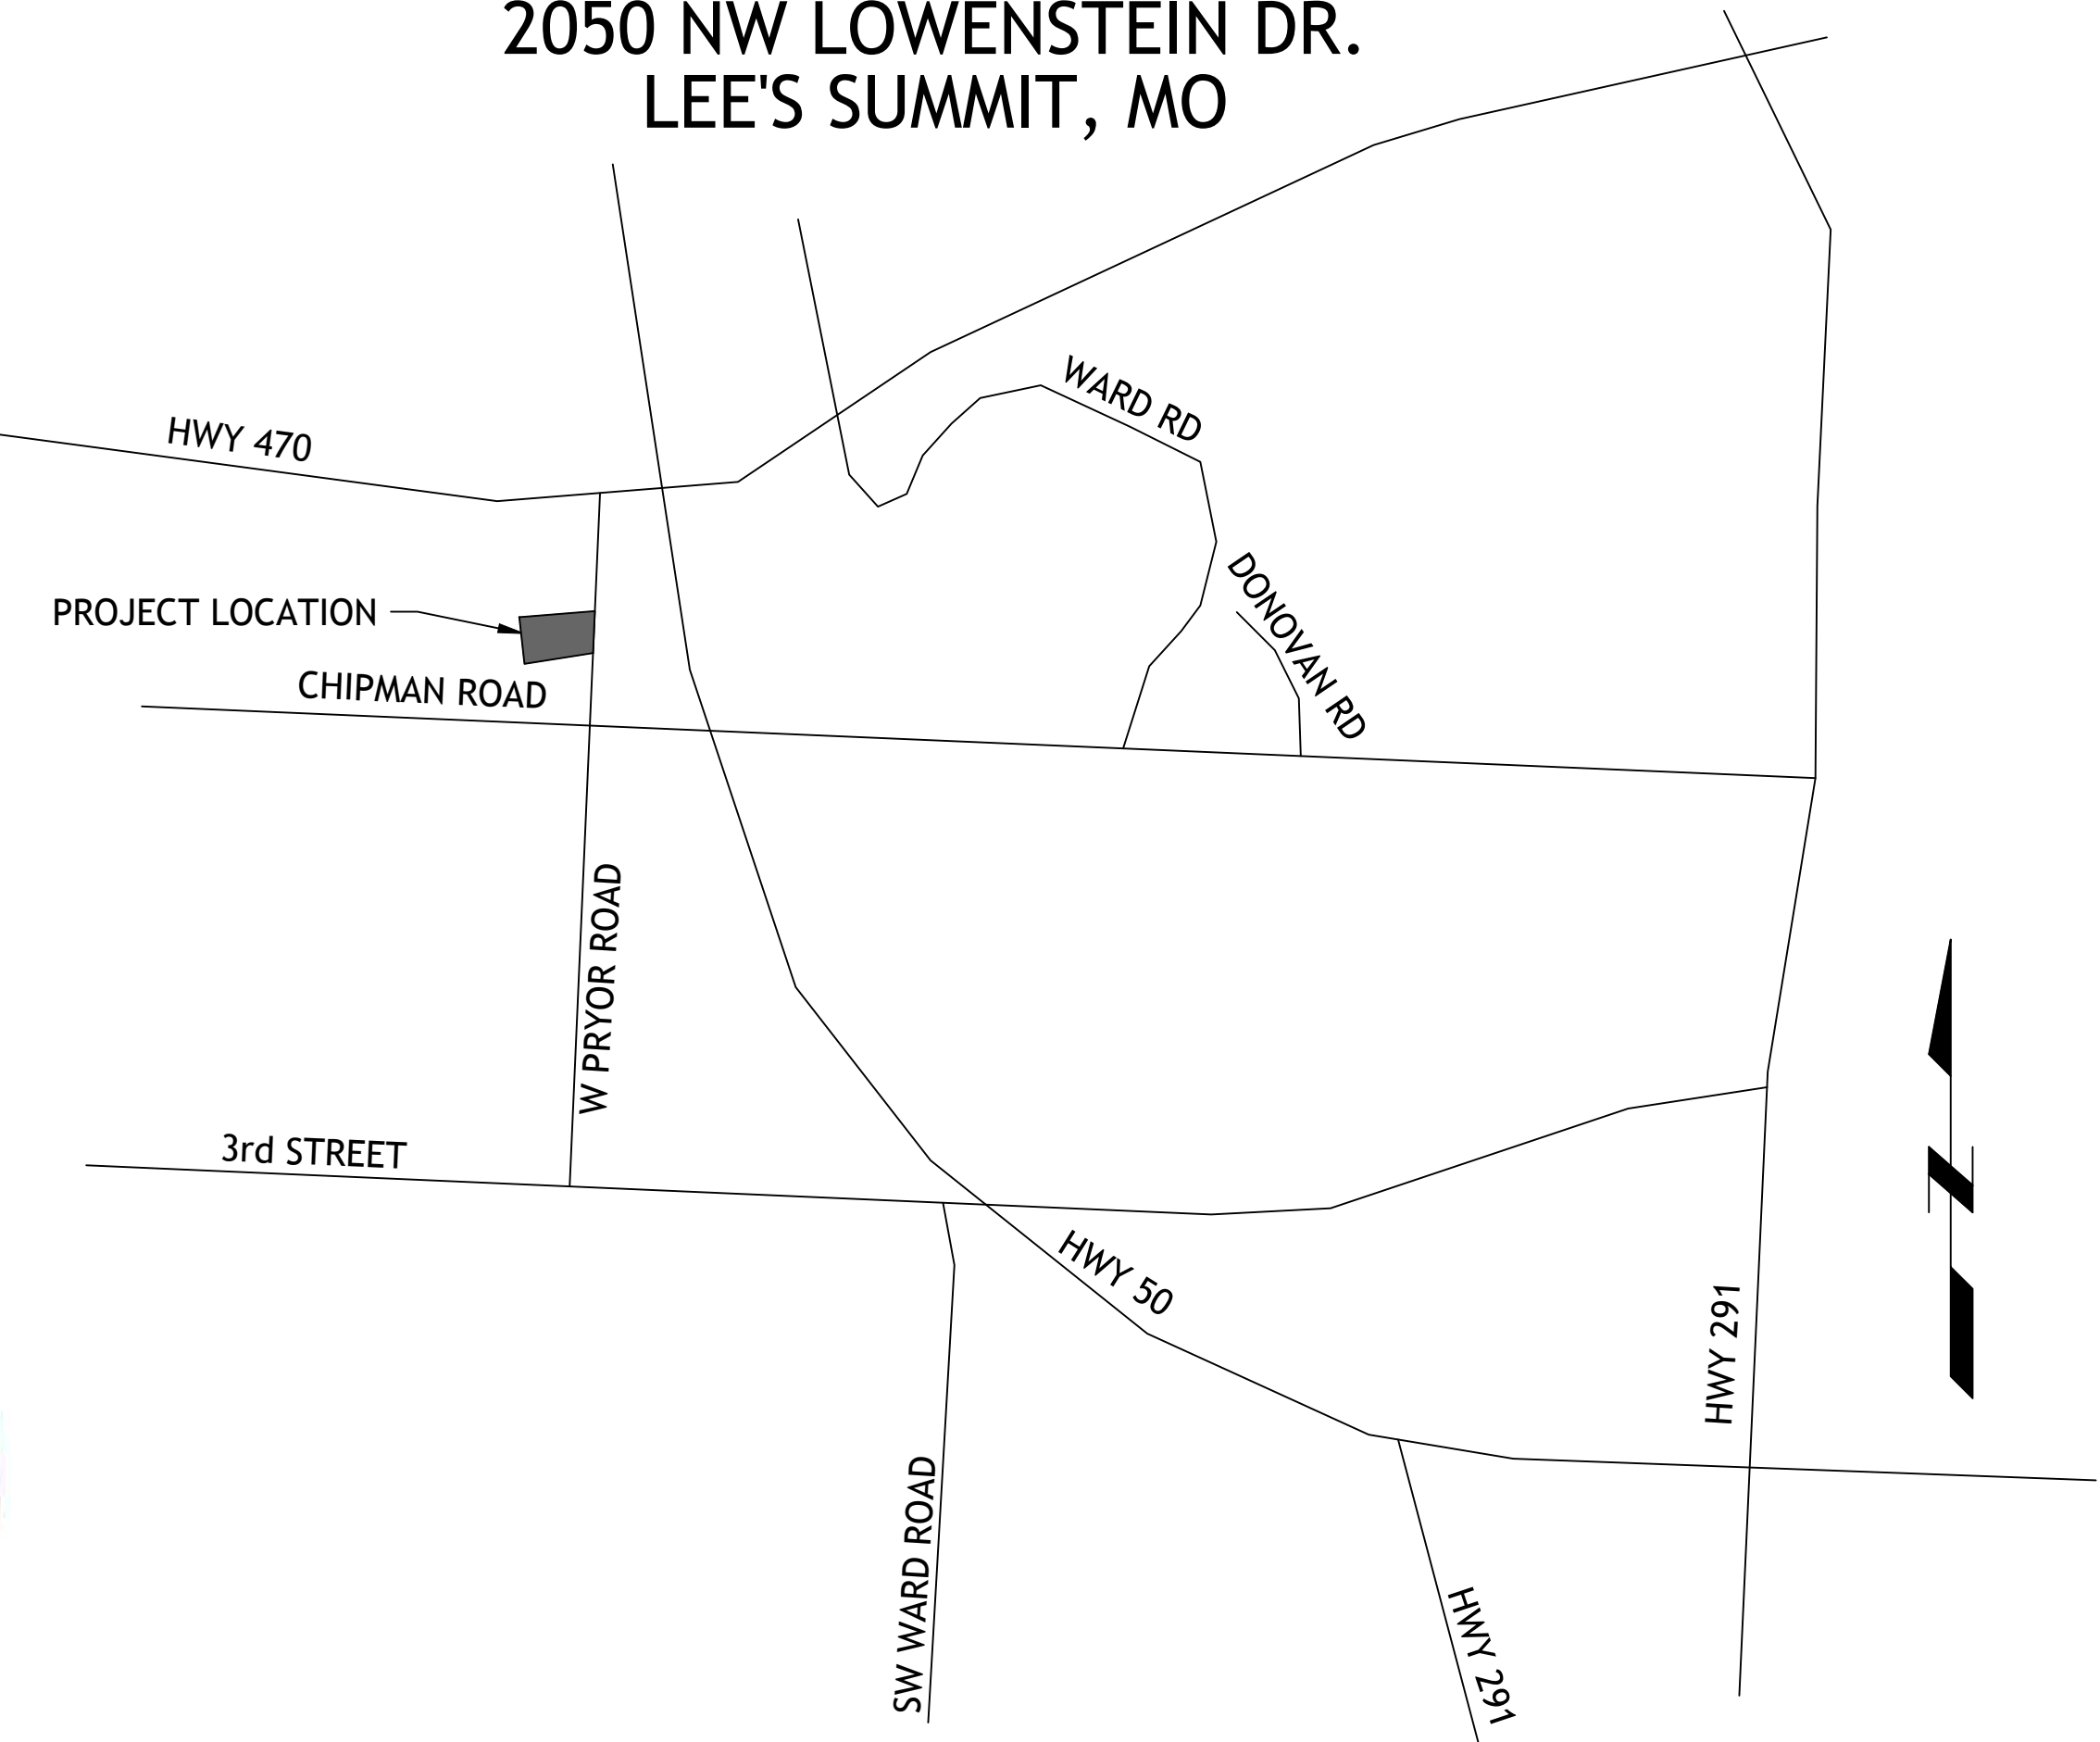 2050 NW LOWENSTEIN DR.
LEE'S SUMMIT, MO
WARD RD
HWY 470
DONOVAN RD
PROJECT LOCATION
CHIPMAN ROAD
W PRYOR ROAD
3rd STREET
N
HWY 50
HWY 291
SW WARD ROAD
HWY 291